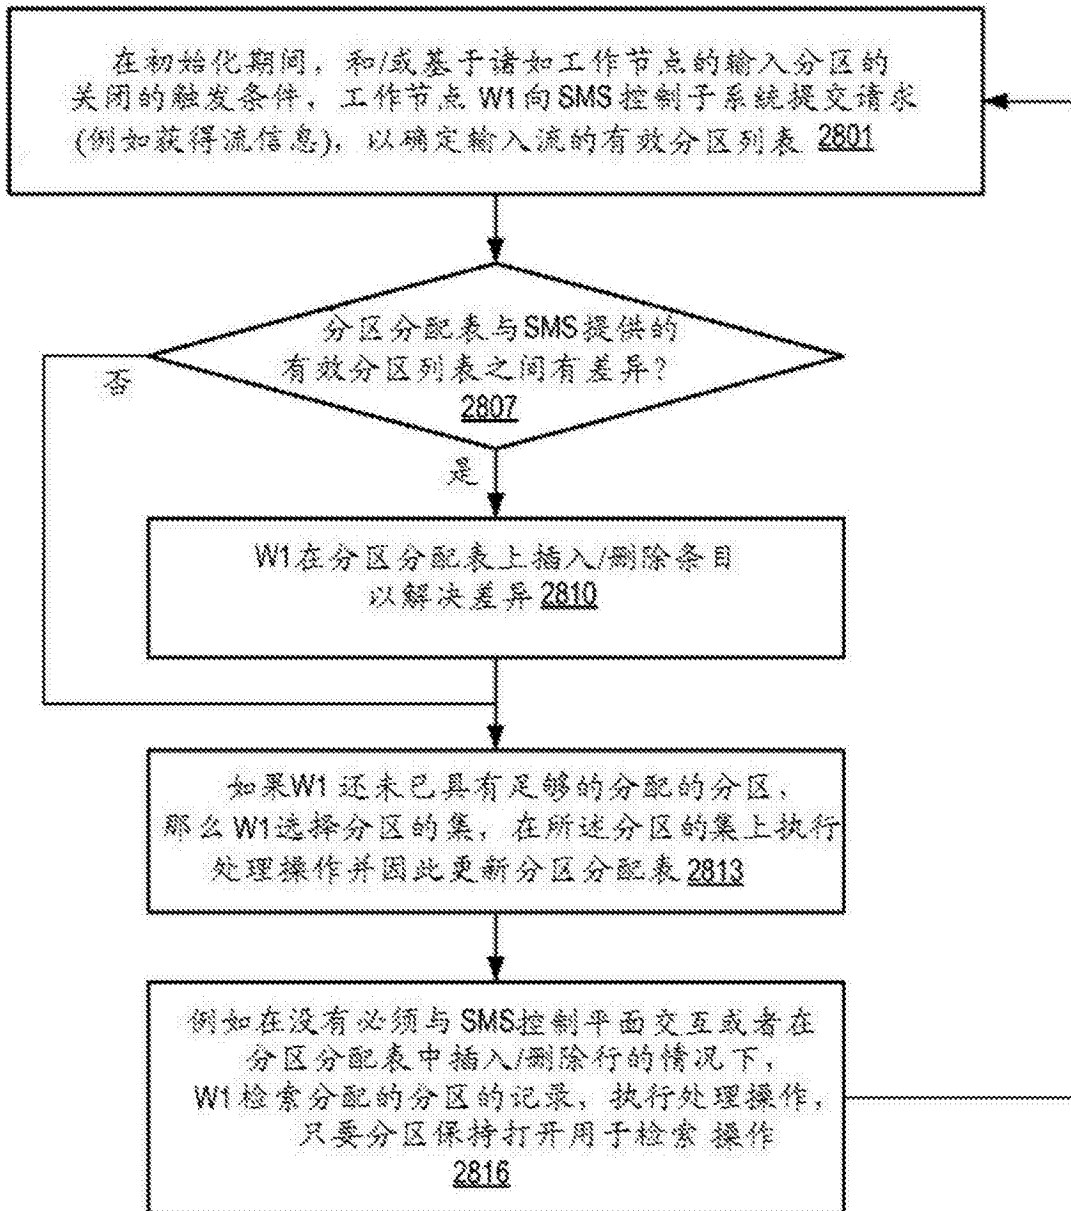 在初始化期间，和/或基于诸如工作节点的输入分区的
关闭的触发条件，工作节点 W1向SMS 控制子系统提交请求
(例如获得流信息)，以确定输入流的有效分区列表 2801
分区分配表与SMS提供的
有效分区列表之间有差异？
2807
否
是
W1在分区分配表上插入/删除条目
以解决差异 2810
如果W1 还未已具有足够的分配的分区，
那么 W1选择分区的集，在所述分区的集上执行
处理操作并因此更新分区分配表 2813
例如在没有必须与 SMS控制平面交互或者在
分区分配表中插入/删除行的情况下，
W1检索分配的分区的记录，执行处理操作，
只要分区保持打开用于检索 操作
2816